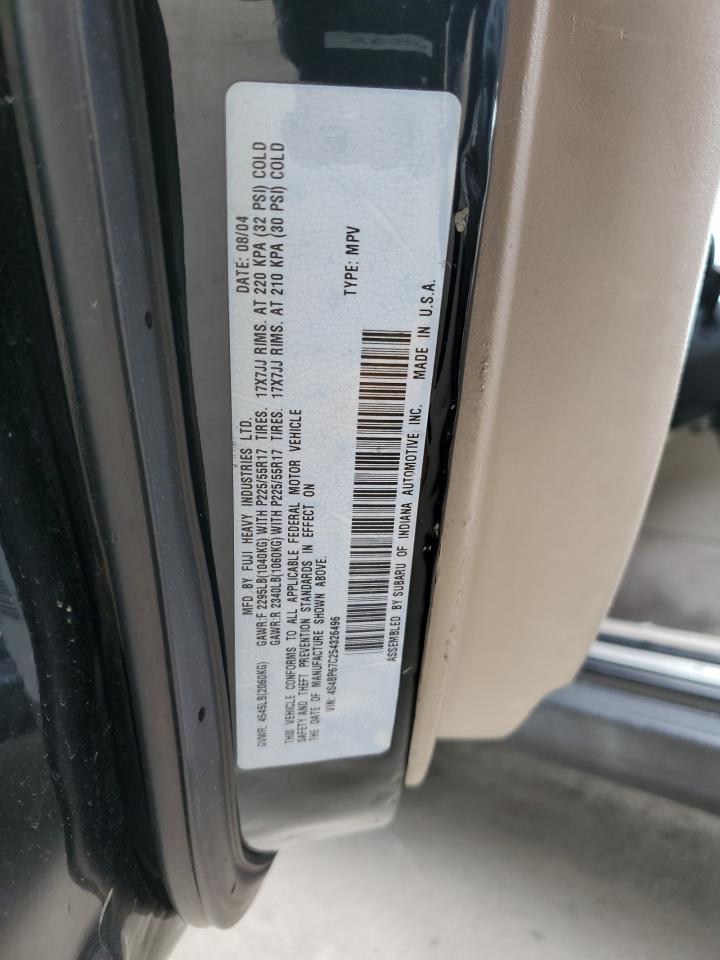 MFD BY FUJI HEAVY INDUSTRIES LTD. DATE: 08/04
GVWR: 4545LB(2060KG) GAWR:F 2295LB(1040KG) WITH P225/55R17 TIRES. 17X7JJ RIMS. AT 220 KPA (32 PSI) COLD
GAWR:R 2340LB(1060KG) WITH P225/55R17 TIRES. 17X7JJ RIMS. AT 210 KPA (30 PSI) COLD
THIS VEHICLE CONFORMS TO ALL APPLICABLE FEDERAL MOTOR VEHICLE
SAFETY AND THEFT PREVENTION STANDARDS IN EFFECT ON
THE DATE OF MANUFACTURE SHOWN ABOVE.
VIN: 4S4BP67C254326496 TYPE: MPV
ASSEMBLED BY SUBARU OF INDIANA AUTOMOTIVE INC. MADE IN U.S.A.